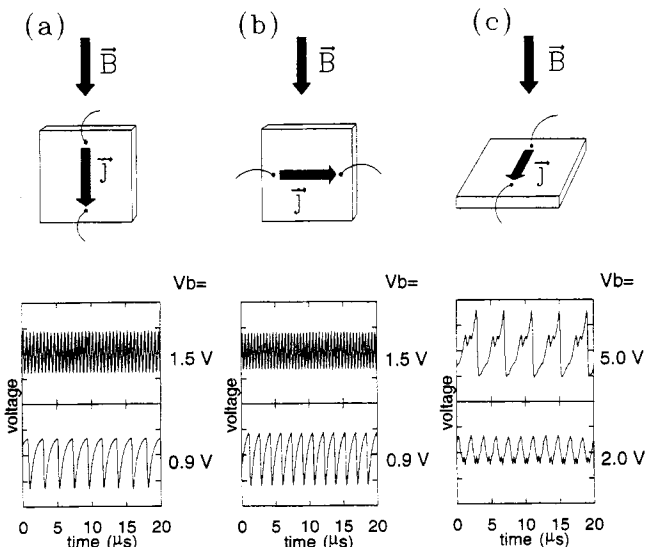 (a) (b) (c)
B B B
j j j
Vb= Vb= Vb=
1.5 V 1.5 V 5.0 V
voltage voltage voltage
0.9 V 0.9 V 2.0 V
0 5 10 15 20 0 5 10 15 20 0 5 10 15 20
time (μs) time (μs) time (μs)